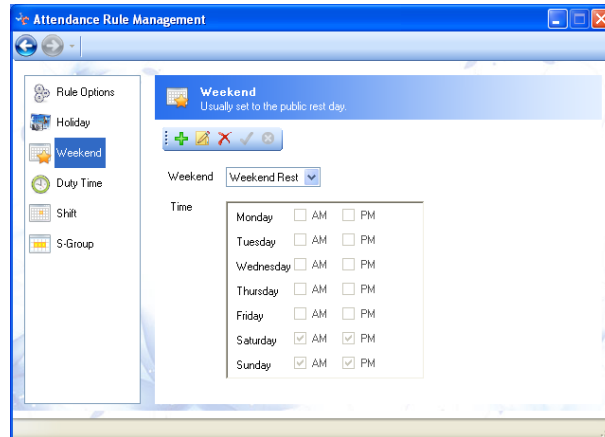 Attendance Rule Management
Rule Options
Holiday
Weekend
Duty Time
Shift
S-Group
Weekend
Usually set to the public rest day.
Weekend Weekend Rest
Time
Monday AM PM
Tuesday AM PM
Wednesday AM PM
Thursday AM PM
Friday AM PM
Saturday AM PM
Sunday AM PM